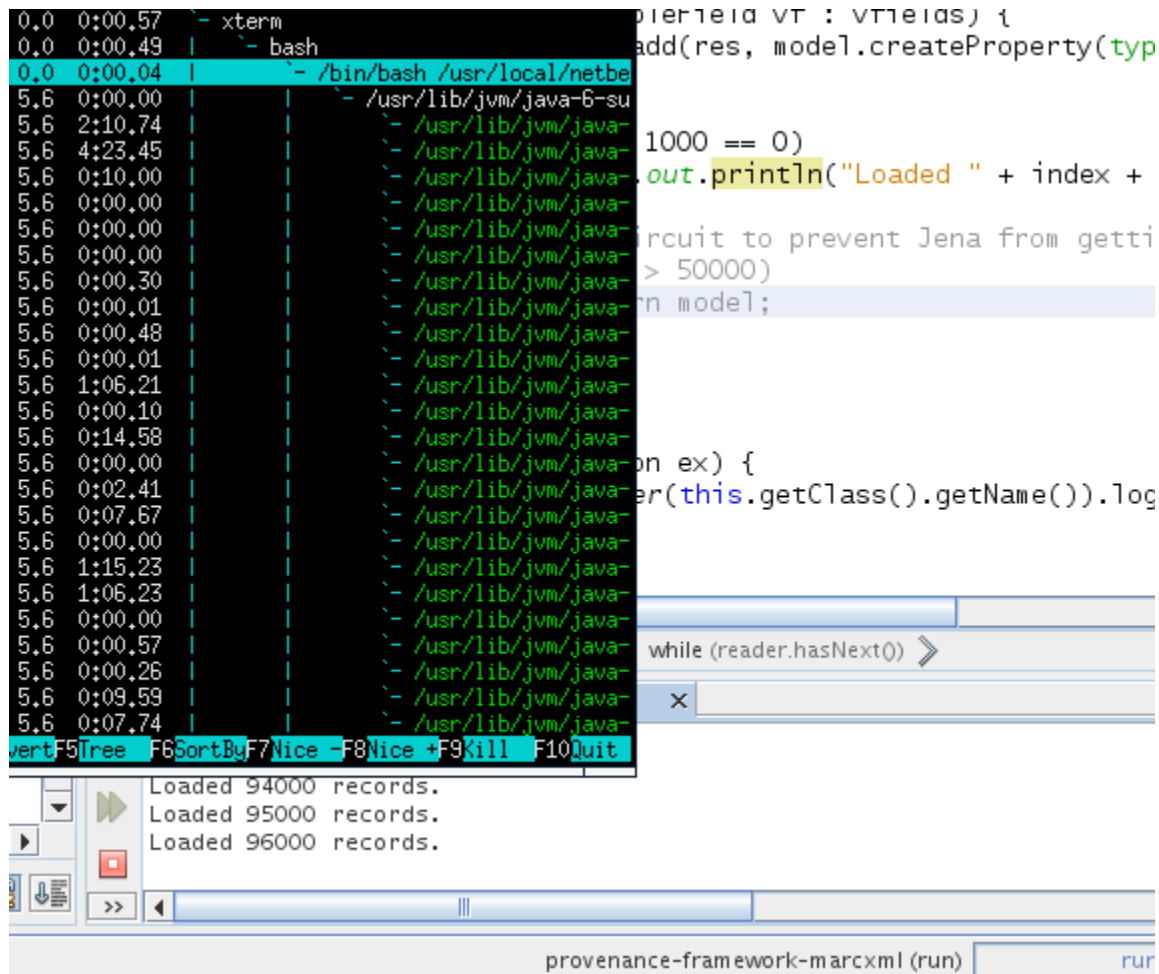 0.0 0:00.57 `- xterm
0.0 0:00.49 | `- bash
0.0 0:00.04 | `- /bin/bash /usr/local/netbe
5.6 0:00.00 | | `- /usr/lib/jvm/java-6-su
5.6 2:10.74 | | `- /usr/lib/jvm/java-
5.6 4:23.45 | | `- /usr/lib/jvm/java-
5.6 0:10.00 | | `- /usr/lib/jvm/java-
5.6 0:00.00 | | `- /usr/lib/jvm/java-
5.6 0:00.00 | | `- /usr/lib/jvm/java-
5.6 0:00.00 | | `- /usr/lib/jvm/java-
5.6 0:00.30 | | `- /usr/lib/jvm/java-
5.6 0:00.01 | | `- /usr/lib/jvm/java-
5.6 0:00.48 | | `- /usr/lib/jvm/java-
5.6 0:00.01 | | `- /usr/lib/jvm/java-
5.6 1:06.21 | | `- /usr/lib/jvm/java-
5.6 0:00.10 | | `- /usr/lib/jvm/java-
5.6 0:14.58 | | `- /usr/lib/jvm/java-
5.6 0:00.00 | | `- /usr/lib/jvm/java-
5.6 0:02.41 | | `- /usr/lib/jvm/java-
5.6 0:07.67 | | `- /usr/lib/jvm/java-
5.6 0:00.00 | | `- /usr/lib/jvm/java-
5.6 1:15.23 | | `- /usr/lib/jvm/java-
5.6 1:06.23 | | `- /usr/lib/jvm/java-
5.6 0:00.00 | | `- /usr/lib/jvm/java-
5.6 0:00.57 | | `- /usr/lib/jvm/java-
5.6 0:00.26 | | `- /usr/lib/jvm/java-
5.6 0:09.59 | | `- /usr/lib/jvm/java-
5.6 0:07.74 | | `- /usr/lib/jvm/java-
vertF5Tree F6SortByF7Nice -F8Nice +F9Kill F10Quit
bleField vf : vfields) {
add(res, model.createProperty(typ
1000 == 0)
.out.println("Loaded " + index +
ircuit to prevent Jena from getti
> 50000)
rn model;
on ex) {
er(this.getClass().getName()).log
while (reader.hasNext())
Loaded 94000 records.
Loaded 95000 records.
Loaded 96000 records.
>>
provenance-framework-marcxml (run)
run